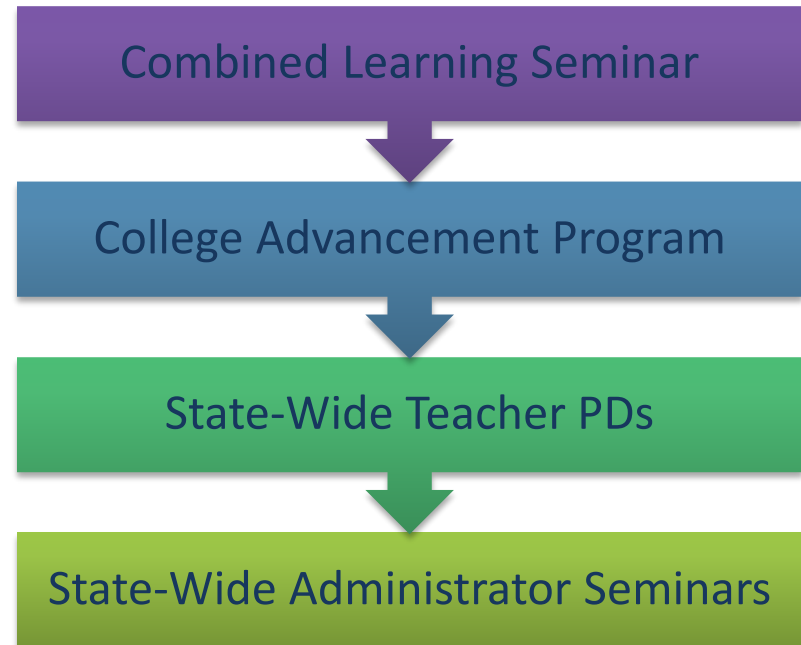 Combined Learning Seminar
College Advancement Program
State-Wide Teacher PDs
State-Wide Administrator Seminars